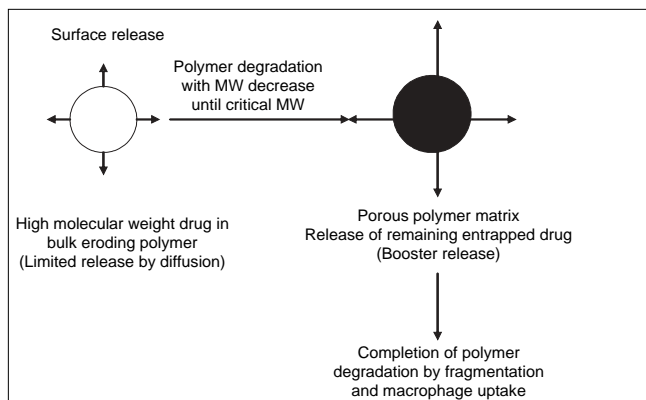 Surface release
Polymer degradation
with MW decrease
until critical MW
High molecular weight drug in
bulk eroding polymer
(Limited release by diffusion)
Porous polymer matrix
Release of remaining entrapped drug
(Booster release)
Completion of polymer
degradation by fragmentation
and macrophage uptake